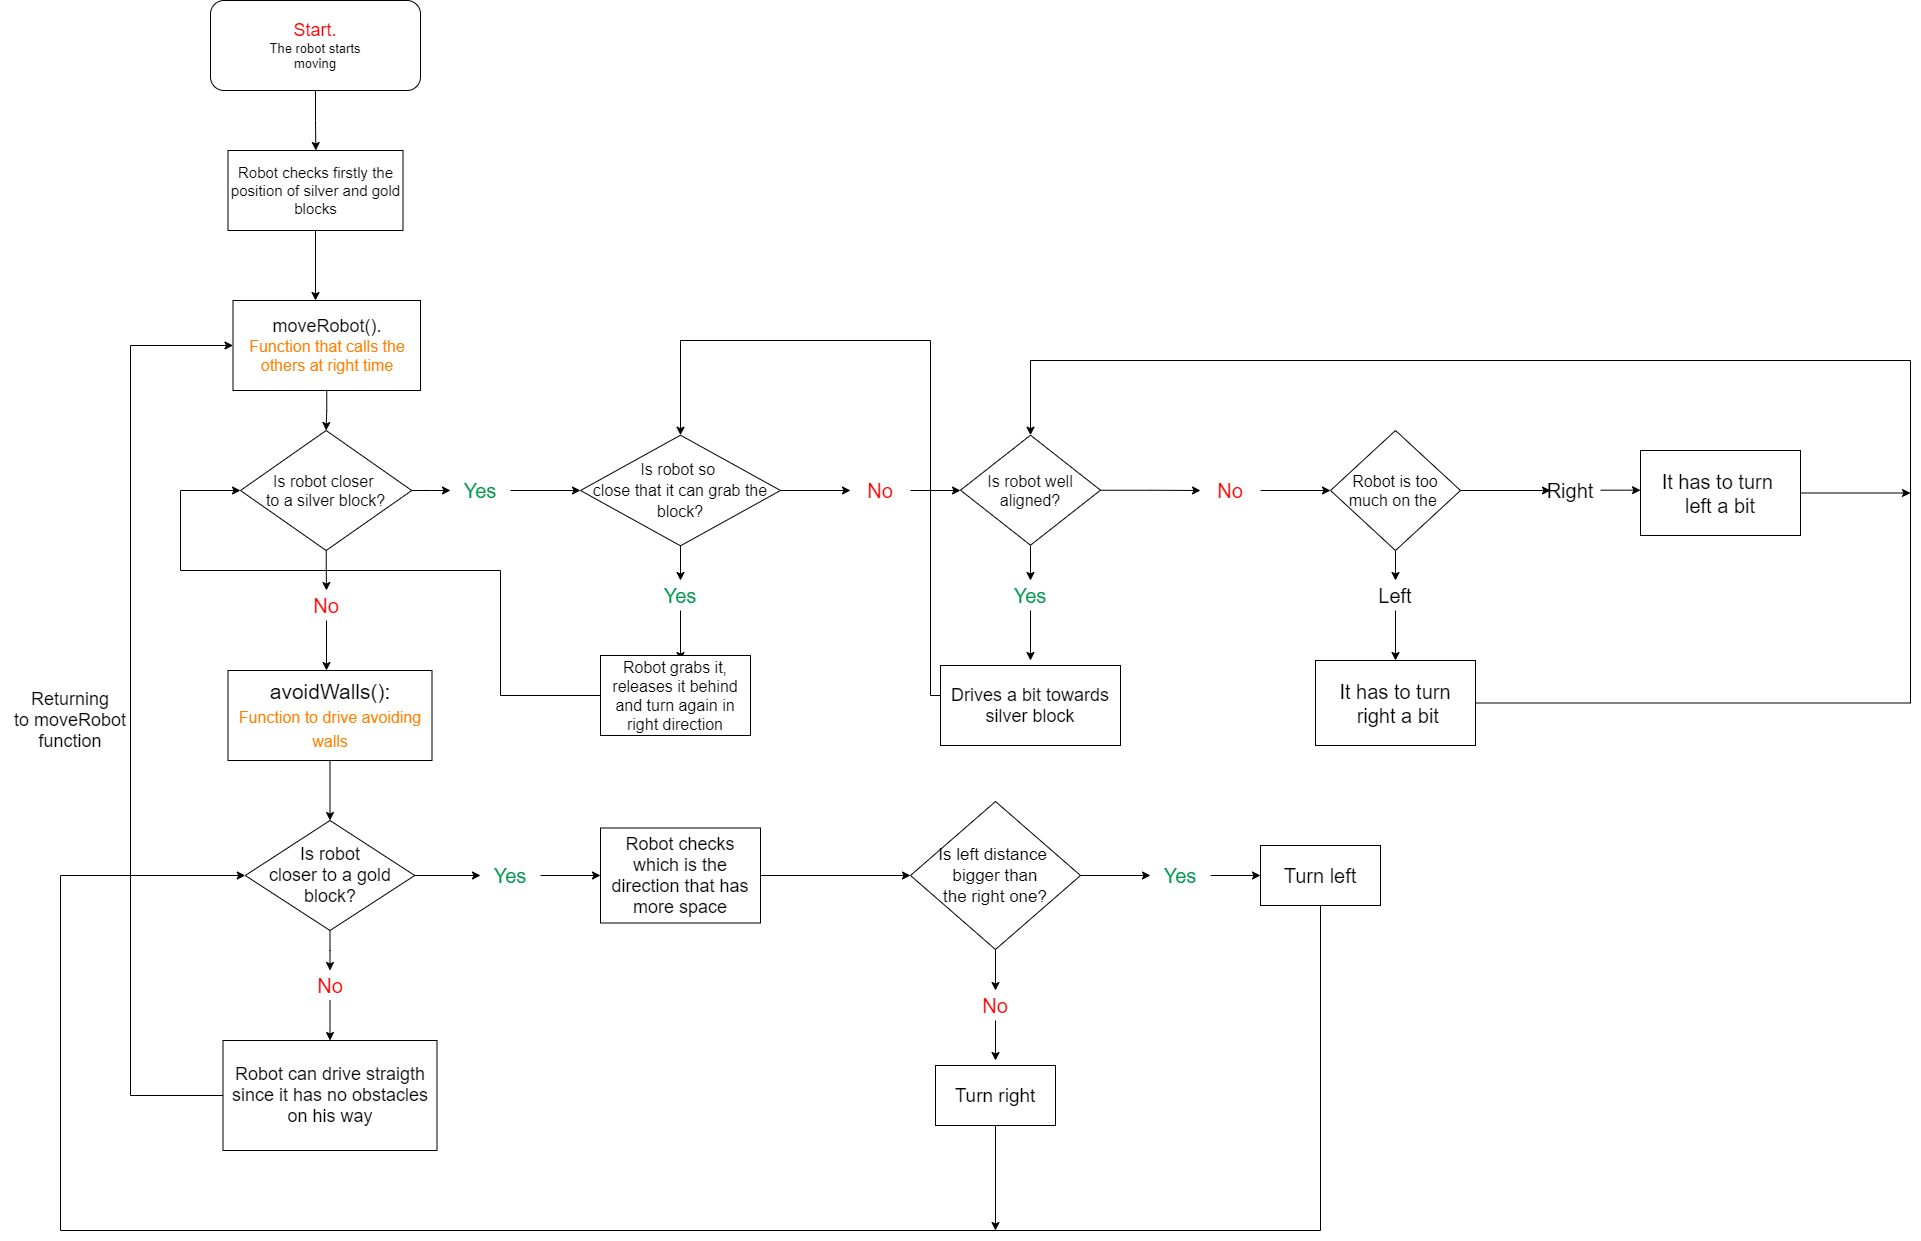 Start.
The robot starts
moving
Robot checks firstly the
position of silver and gold
blocks
moveRobot().
Function that calls the
others at right time
Is robot closer
to a silver block?
Yes
Is robot so
close that it can grab the
block?
No
Is robot well
aligned?
No
Robot is too
much on the
Right
It has to turn
left a bit
No
Yes
Yes
Left
Robot grabs it,
releases it behind
and turn again in
right direction
Drives a bit towards
silver block
It has to turn
right a bit
Returning
to moveRobot
function
avoidWalls():
Function to drive avoiding
walls
Is robot
closer to a gold
block?
Yes
Robot checks
which is the
direction that has
more space
Is left distance
bigger than
the right one?
Yes
Turn left
No
No
Robot can drive straigth
since it has no obstacles
on his way
Turn right